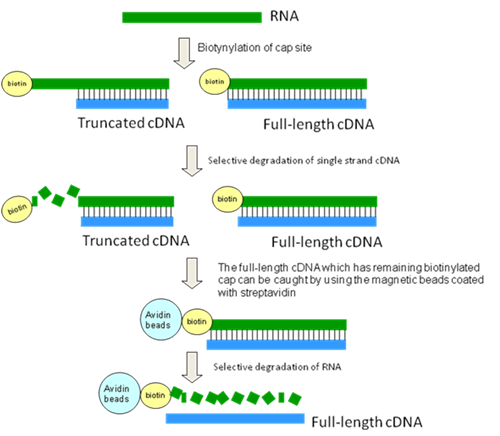 RNA
Biotynylation of cap site
biotin
biotin
Truncated cDNA
Full-length cDNA
Selective degradation of single strand cDNA
biotin
biotin
Truncated cDNA
Full-length cDNA
The full-length cDNA which has remaining biotinylated
cap can be caught by using the magnetic beads coated
with streptavidin
Avidin
beads
biotin
Selective degradation of RNA
Avidin
beads
biotin
Full-length cDNA